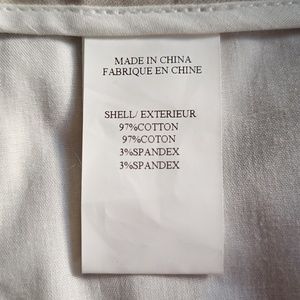 MADE IN CHINA
FABRIQUE EN CHINE
SHELL/ EXTERIEUR
97%COTTON
97%COTON
3%SPANDEX
3%SPANDEX